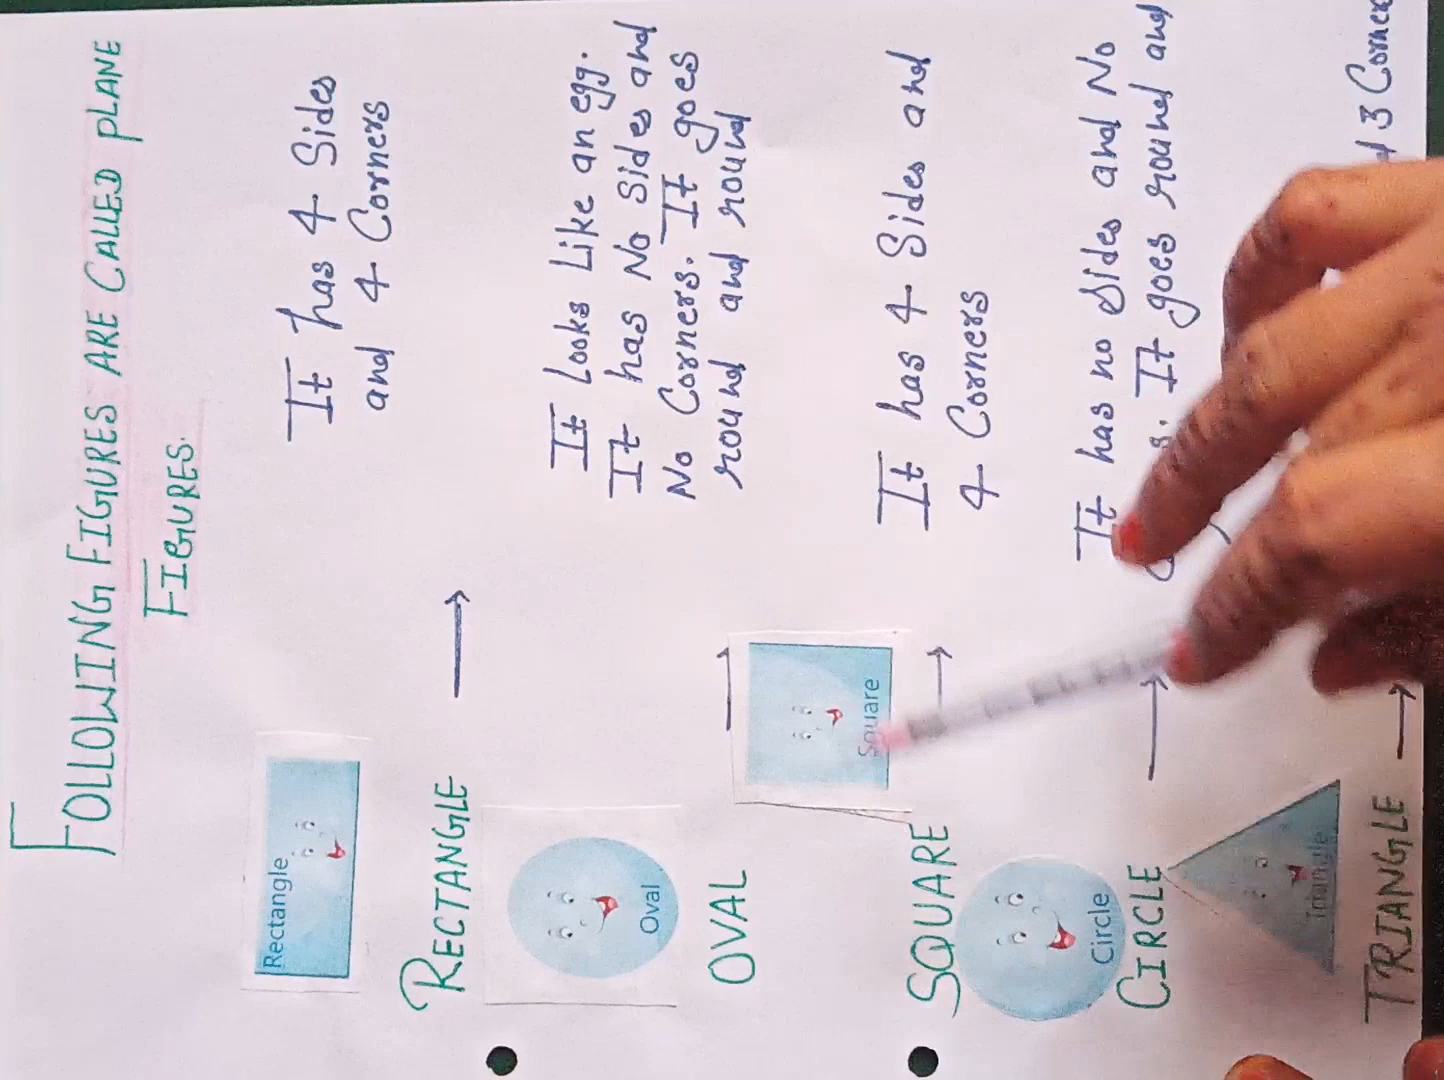 FOLLOWING FIGURES ARE CALLED PLANE
FIGURES.
Rectangle
RECTANGLE
It has 4 Sides
and 4 Corners
Oval
OVAL
It Looks Like an egg.
It has No Sides and
No Corners. It goes
round and round
Square
SQUARE
It has 4 Sides and
4 Corners
Circle
CIRCLE
It has no Sides and No
It goes round and
Triangle
TRIANGLE
3 Corner